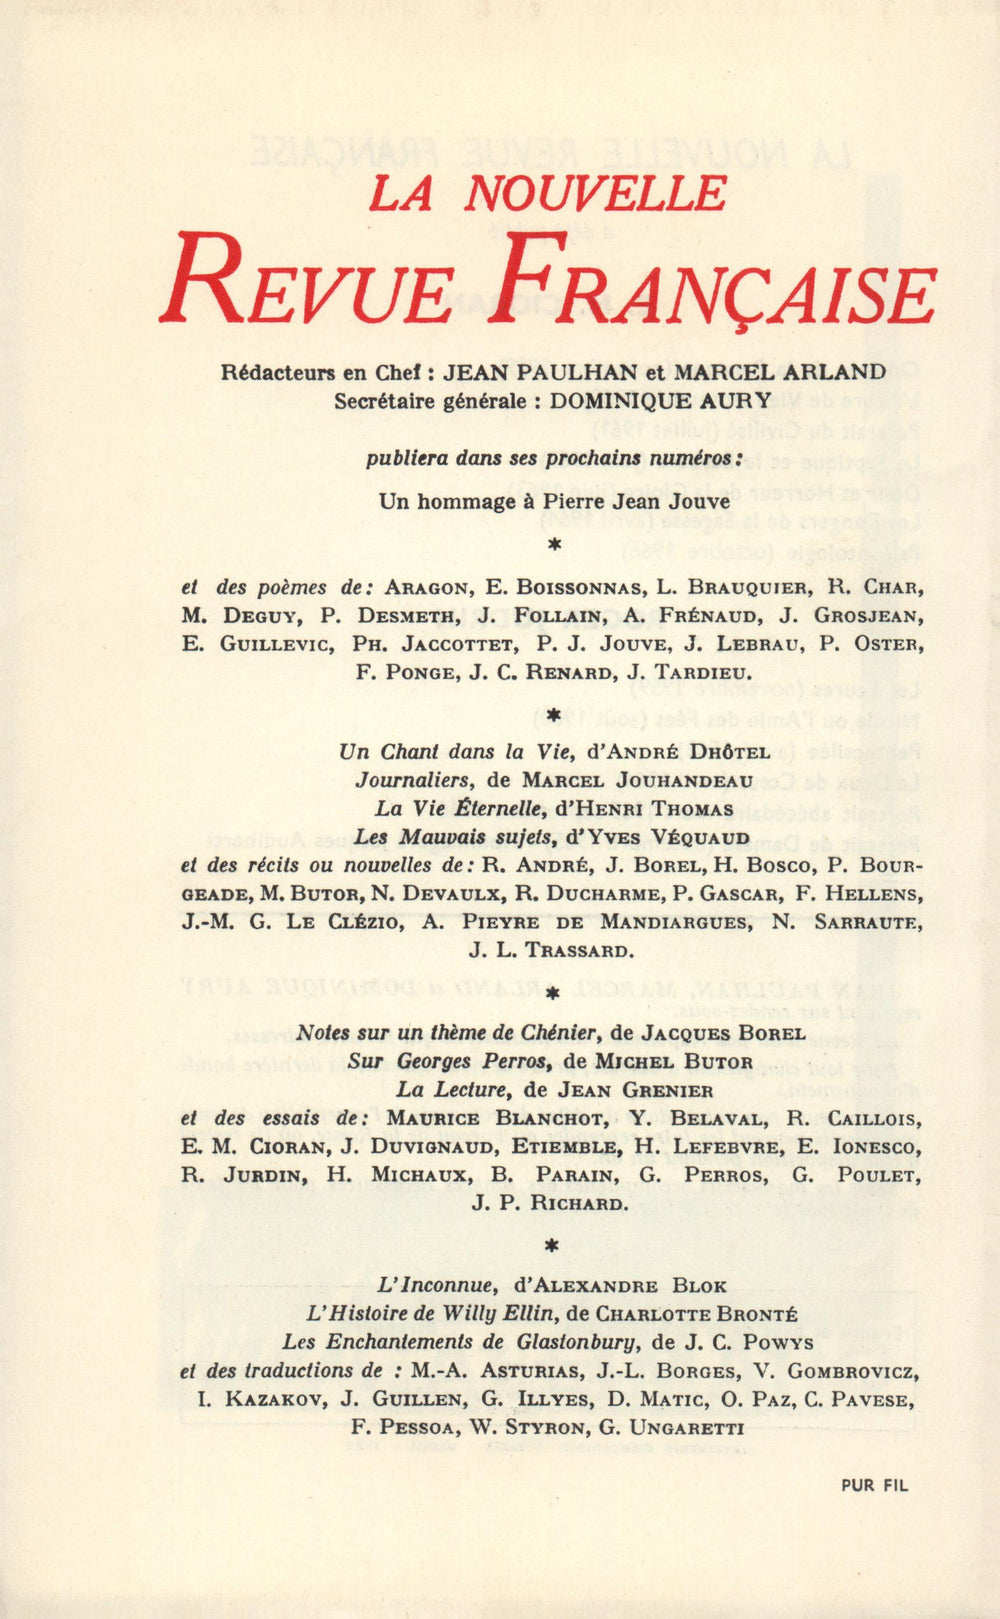 LA NOUVELLE
REVUE FRANÇAISE
Rédacteurs en Chef : JEAN PAULHAN et MARCEL ARLAND
Secrétaire générale : DOMINIQUE AURY
publiera dans ses prochains numéros :
Un hommage à Pierre Jean Jouve
*
et des poèmes de : ARAGON, E. BOISSONNAS, L. BRAUQUIER, R. CHAR,
M. DEGUY, P. DESMETH, J. FOLLAIN, A. FRÉNAUD, J. GROSJEAN,
E. GUILLEVIC, PH. JACCOTTET, P. J. JOUVE, J. LEBRAU, P. OSTER,
F. PONGE, J. C. RENARD, J. TARDIEU.
*
Un Chant dans la Vie, d'ANDRÉ DHÔTEL
Journaliers, de MARCEL JOUHANDEAU
La Vie Éternelle, d'HENRI THOMAS
Les Mauvais sujets, d'YVES VÉQUAUD
et des récits ou nouvelles de : R. ANDRÉ, J. BOREL, H. BOSCO, P. BOUR-
GEADE, M. BUTOR, N. DEVAULX, R. DUCHARME, P. GASCAR, F. HELLENS,
J.-M. G. LE CLÉZIO, A. PIEYRE DE MANDIARGUES, N. SARRAUTE,
J. L. TRASSARD.
*
Notes sur un thème de Chénier, de JACQUES BOREL
Sur Georges Perros, de MICHEL BUTOR
La Lecture, de JEAN GRENIER
et des essais de : MAURICE BLANCHOT, Y. BELAVAL, R. CAILLOIS,
E. M. CIORAN, J. DUVIGNAUD, ETIEMBLE, H. LEFEBVRE, E. IONESCO,
R. JURDIN, H. MICHAUX, B. PARAIN, G. PERROS, G. POULET,
J. P. RICHARD.
*
L'Inconnue, d'ALEXANDRE BLOK
L'Histoire de Willy Ellin, de CHARLOTTE BRONTÉ
Les Enchantements de Glastonbury, de J. C. POWYS
et des traductions de : M.-A. ASTURIAS, J.-L. BORGES, V. GOMBROVICZ,
I. KAZAKOV, J. GUILLEN, G. ILLYES, D. MATIC, O. PAZ, C. PAVESE,
F. PESSOA, W. STYRON, G. UNGARETTI
PUR FIL